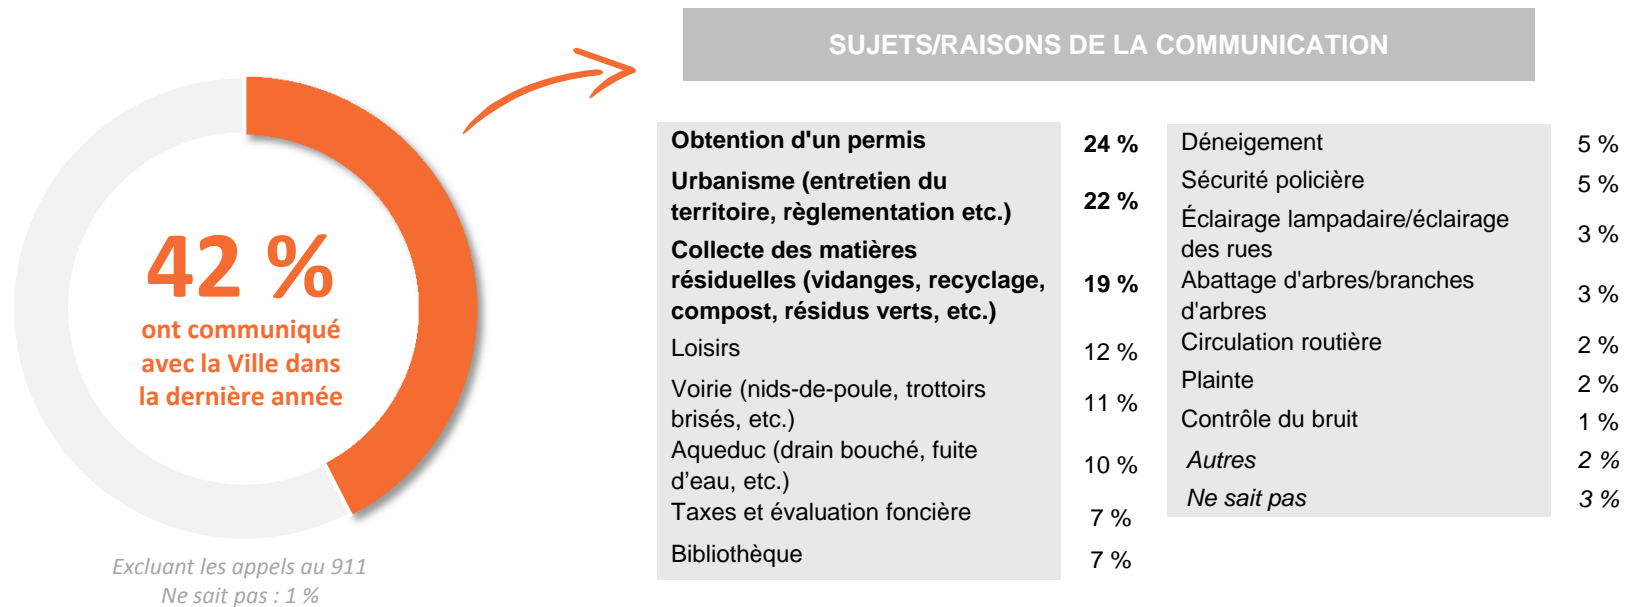 SUJETS/RAISONS DE LA COMMUNICATION
42 %
ont communiqué
avec la Ville dans
la dernière année
Excluant les appels au 911
Ne sait pas : 1 %
Obtention d'un permis 24 %
Urbanisme (entretien du
territoire, règlementation etc.) 22 %
Collecte des matières
résiduelles (vidanges, recyclage,
compost, résidus verts, etc.) 19 %
Loisirs 12 %
Voirie (nids-de-poule, trottoirs
brisés, etc.) 11 %
Aqueduc (drain bouché, fuite
d’eau, etc.) 10 %
Taxes et évaluation foncière 7 %
Bibliothèque 7 %
Déneigement 5 %
Sécurité policière 5 %
Éclairage lampadaire/éclairage
des rues 3 %
Abattage d'arbres/branches
d'arbres 3 %
Circulation routière 2 %
Plainte 2 %
Contrôle du bruit 1 %
Autres 2 %
Ne sait pas 3 %